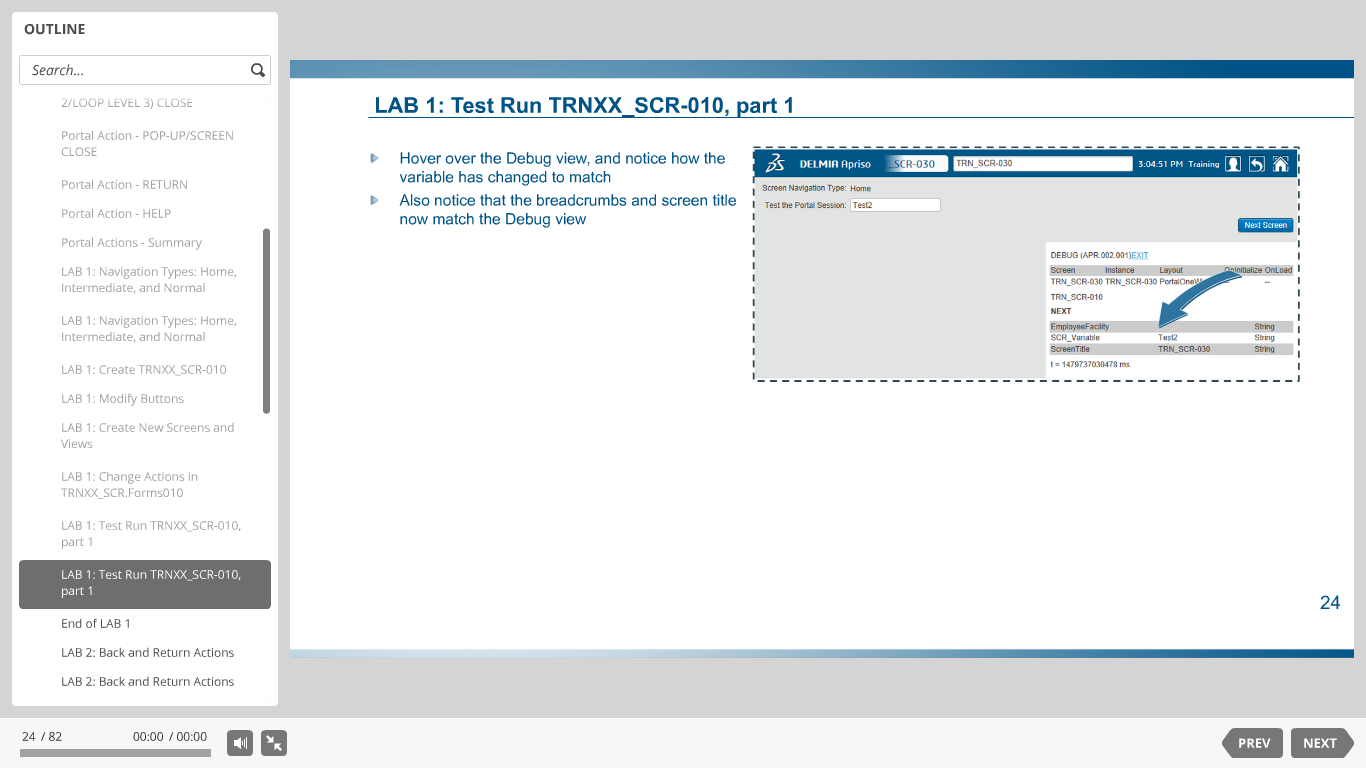 OUTLINE
Search...
2/LOOP LEVEL 3) CLOSE
Portal Action - POP-UP/SCREEN
CLOSE
Portal Action - RETURN
Portal Action - HELP
Portal Actions - Summary
LAB 1: Navigation Types: Home,
Intermediate, and Normal
LAB 1: Navigation Types: Home,
Intermediate, and Normal
LAB 1: Create TRNXX_SCR-010
LAB 1: Modify Buttons
LAB 1: Create New Screens and
Views
LAB 1: Change Actions in
TRNXX_SCR.Forms010
LAB 1: Test Run TRNXX_SCR-010,
part 1
LAB 1: Test Run TRNXX_SCR-010,
part 1
End of LAB 1
LAB 2: Back and Return Actions
LAB 2: Back and Return Actions
LAB 1: Test Run TRNXX_SCR-010, part 1
Hover over the Debug view, and notice how the
variable has changed to match
Also notice that the breadcrumbs and screen title
now match the Debug view
DELMIA Apriso ...SCR-030 TRN_SCR-030 3:04:51 PM Training
Screen Navigation Type: Home
Test the Portal Session: Test2
Next Screen
DEBUG (APR.002.001)EXIT
Screen Instance Layout OnInitialize OnLoad
TRN_SCR-030 TRN_SCR-030 --
TRN_SCR-010
NEXT
EmployeeFacility String
SCR_Variable Test2 String
ScreenTitle TRN_SCR-030 String
t = 1479737030478 ms.
24
24 / 82 00:00 / 00:00
PREV NEXT